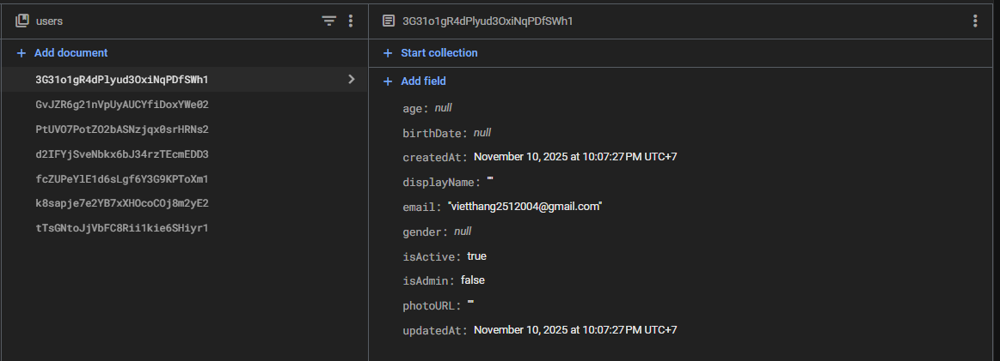 users
Add document
3G31o1gR4dPlyud3OxiNqPDfSWh1
GvJZR6g21nVpUyAUCYfiDoxYWe02
PtUVO7PotZO2bASNzjqx0srHRNs2
d2IFYjSveNbkx6bJ34rzTEcmEDD3
fcZUPeYlE1d6sLgf6Y3G9KPToXm1
k8sapje7e2YB7xXHOcoCOj8m2yE2
tTsGNtoJjVbFC8Rii1kie6SHiyr1
3G31o1gR4dPlyud3OxiNqPDfSWh1
Start collection
Add field
age: null
birthDate: null
createdAt: November 10, 2025 at 10:07:27 PM UTC+7
displayName: ""
email: "vietthang2512004@gmail.com"
gender: null
isActive: true
isAdmin: false
photoURL: ""
updatedAt: November 10, 2025 at 10:07:27 PM UTC+7